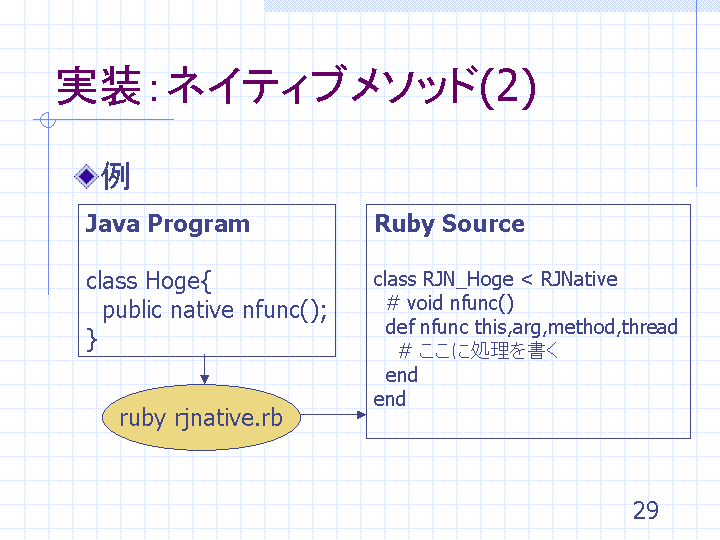 実装：ネイティブメソッド(2)
例
Java Program
class Hoge{
public native nfunc();
}
ruby rjnative.rb
Ruby Source
class RJN_Hoge < RJNative
# void nfunc()
def nfunc this,arg,method,thread
# ここに処理を書く
end
end
29